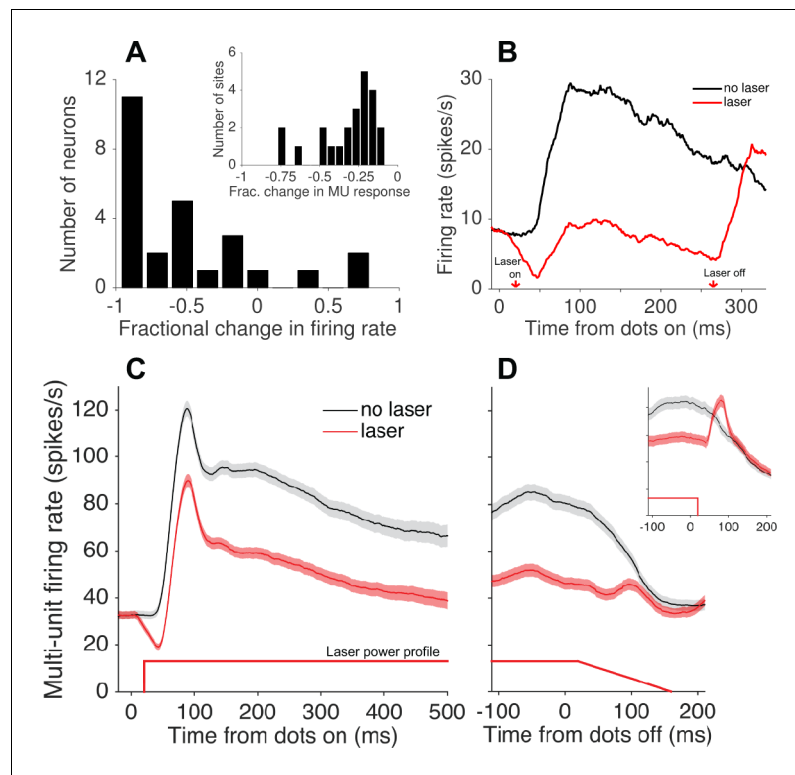 A
Number of neurons
12
8
4
0
-1
-0.5
0
0.5
1
Fractional change in firing rate
Number of sites
6
4
2
0
-1
-0.75
-0.5
-0.25
0
Frac. change in MU response
B
Firing rate (spikes/s)
30
20
10
0
no laser
laser
Laser
on
Laser off
0
100
200
300
Time from dots on (ms)
C
Multi-unit firing rate (spikes/s)
120
100
80
60
40
20
0
no laser
laser
Laser power profile
0
100
200
300
400
500
Time from dots on (ms)
D
-100
0
100
200
Time from dots off (ms)
-100
0
100
200